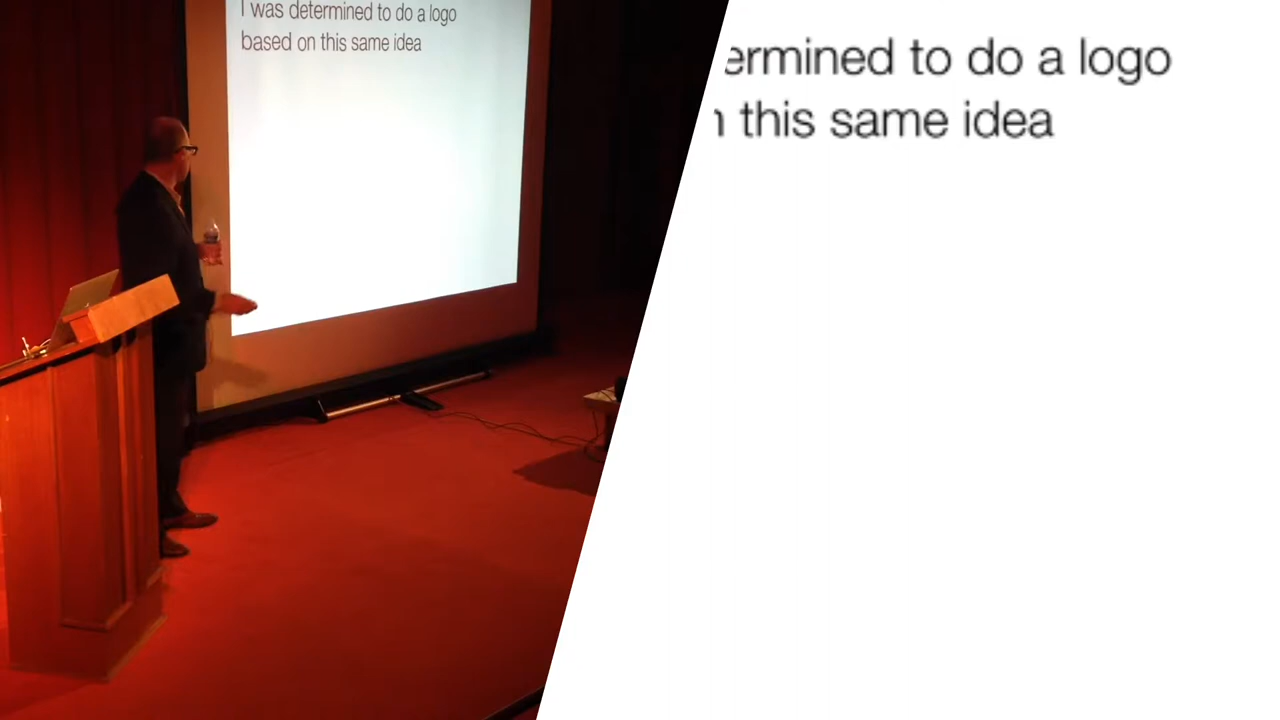 I was determined to do a logo
based on this same idea
ermined to do a logo
this same idea